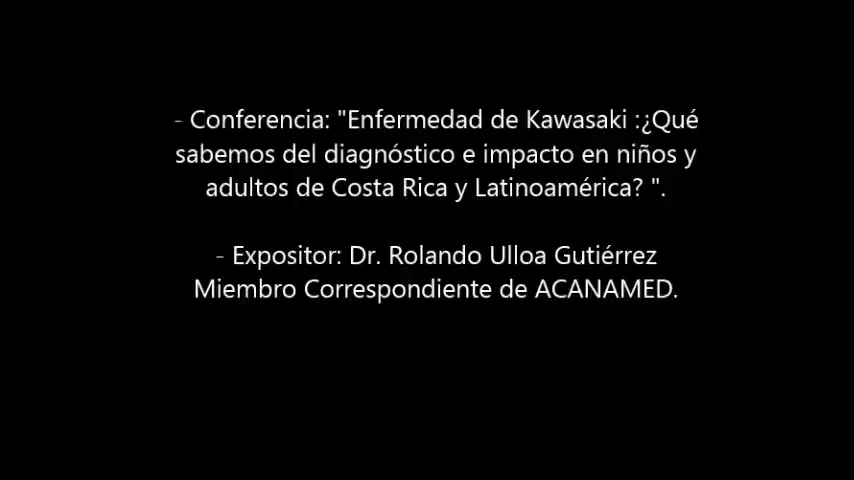 - Conferencia: "Enfermedad de Kawasaki :¿Qué
sabemos del diagnóstico e impacto en niños y
adultos de Costa Rica y Latinoamérica? ".
- Expositor: Dr. Rolando Ulloa Gutiérrez
Miembro Correspondiente de ACANAMED.